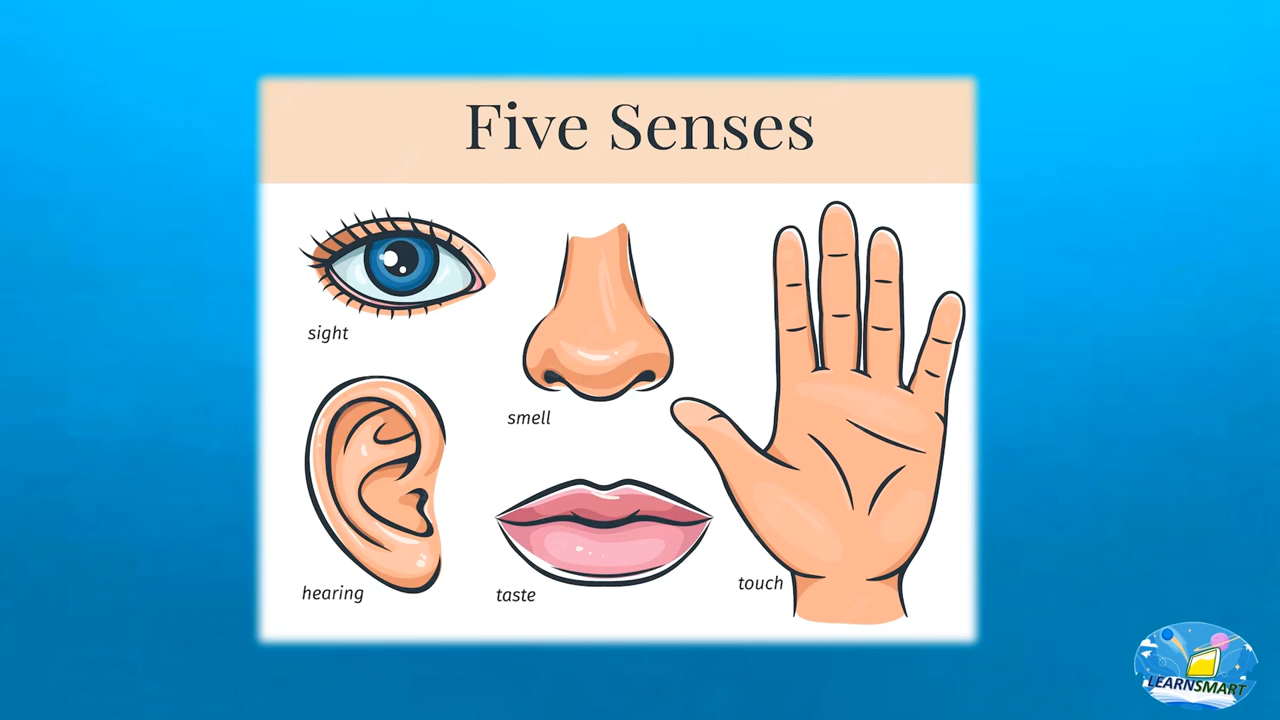 Five Senses
sight
smell
hearing
taste
touch
LEARNSMART